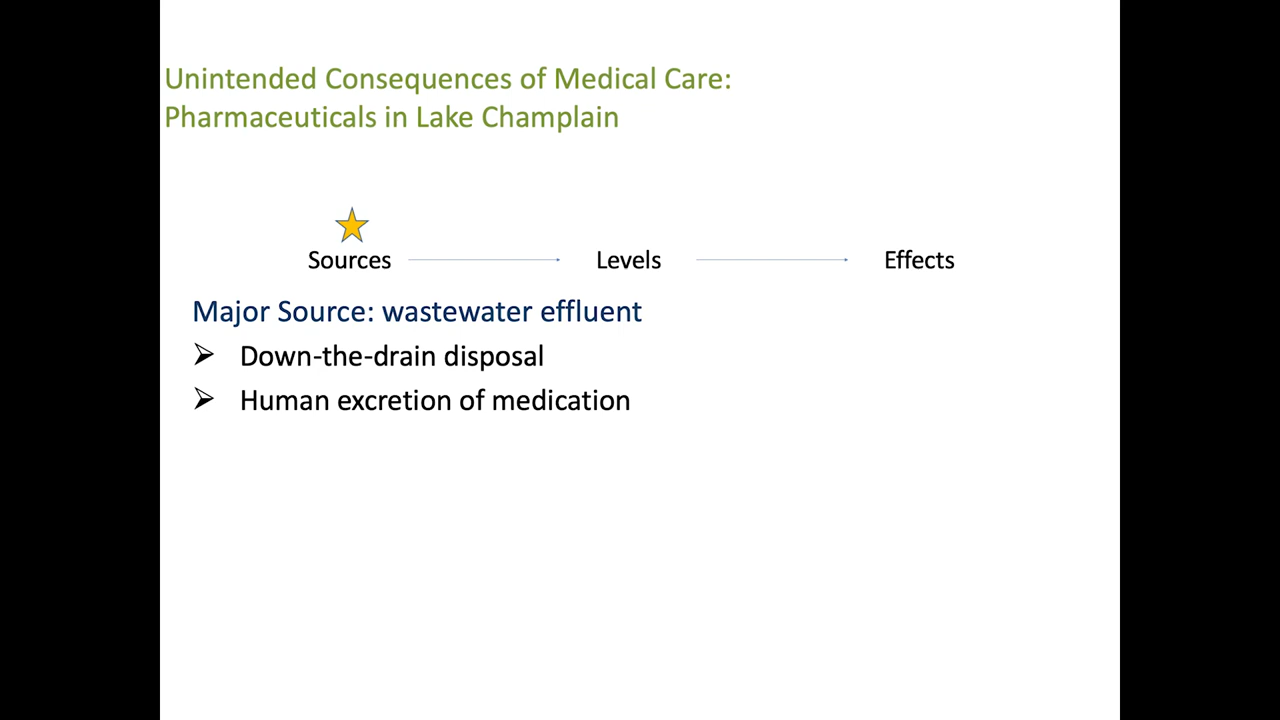 Unintended Consequences of Medical Care:
Pharmaceuticals in Lake Champlain
Sources Levels Effects
Major Source: wastewater effluent
Down-the-drain disposal
Human excretion of medication